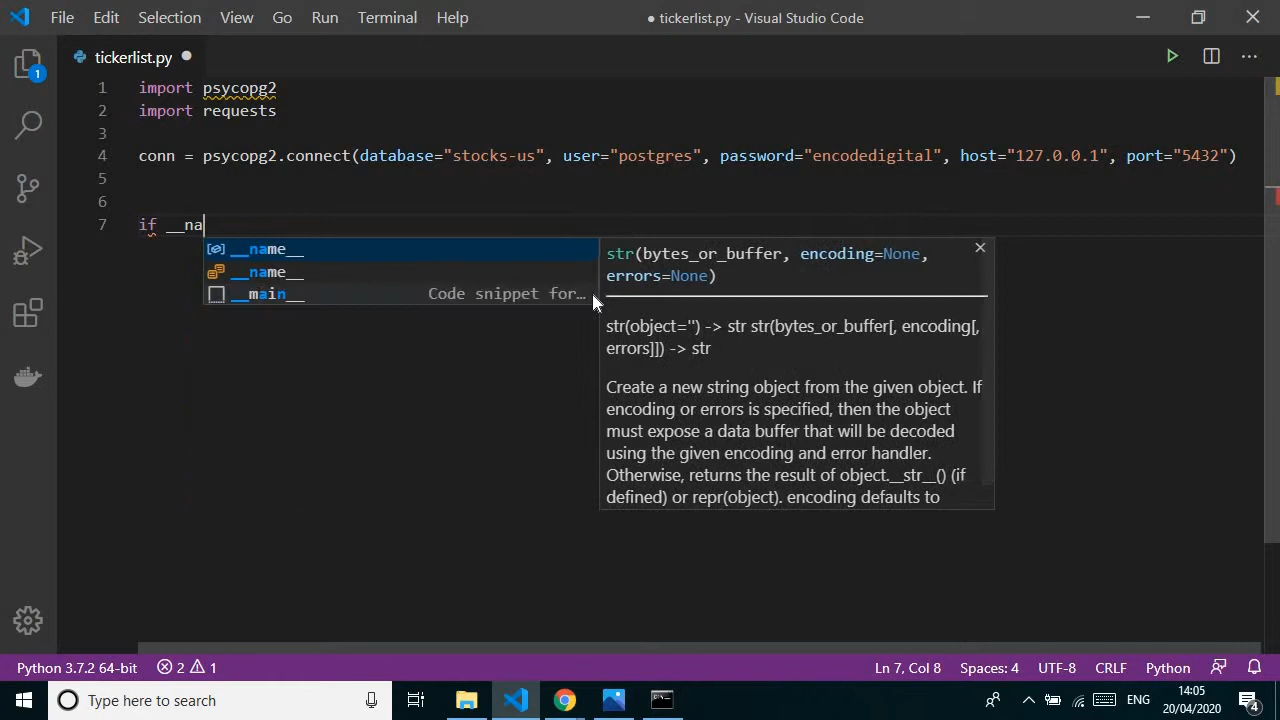 File Edit Selection View Go Run Terminal Help ● tickerlist.py - Visual Studio Code
tickerlist.py ●
1 import psycopg2
2 import requests
3
4 conn = psycopg2.connect(database="stocks-us", user="postgres", password="encodedigital", host="127.0.0.1", port="5432")
5
6
7 if __na
__name__
__name__
__main__ Code snippet for…
str(bytes_or_buffer, encoding=None,
errors=None)
str(object='') -> str str(bytes_or_buffer[, encoding[,
errors]]) -> str
Create a new string object from the given object. If
encoding or errors is specified, then the object
must expose a data buffer that will be decoded
using the given encoding and error handler.
Otherwise, returns the result of object.__str__() (if
defined) or repr(object). encoding defaults to
1
Python 3.7.2 64-bit 2 1 Ln 7, Col 8 Spaces: 4 UTF-8 CRLF Python
Type here to search ENG 14:05
20/04/2020 4